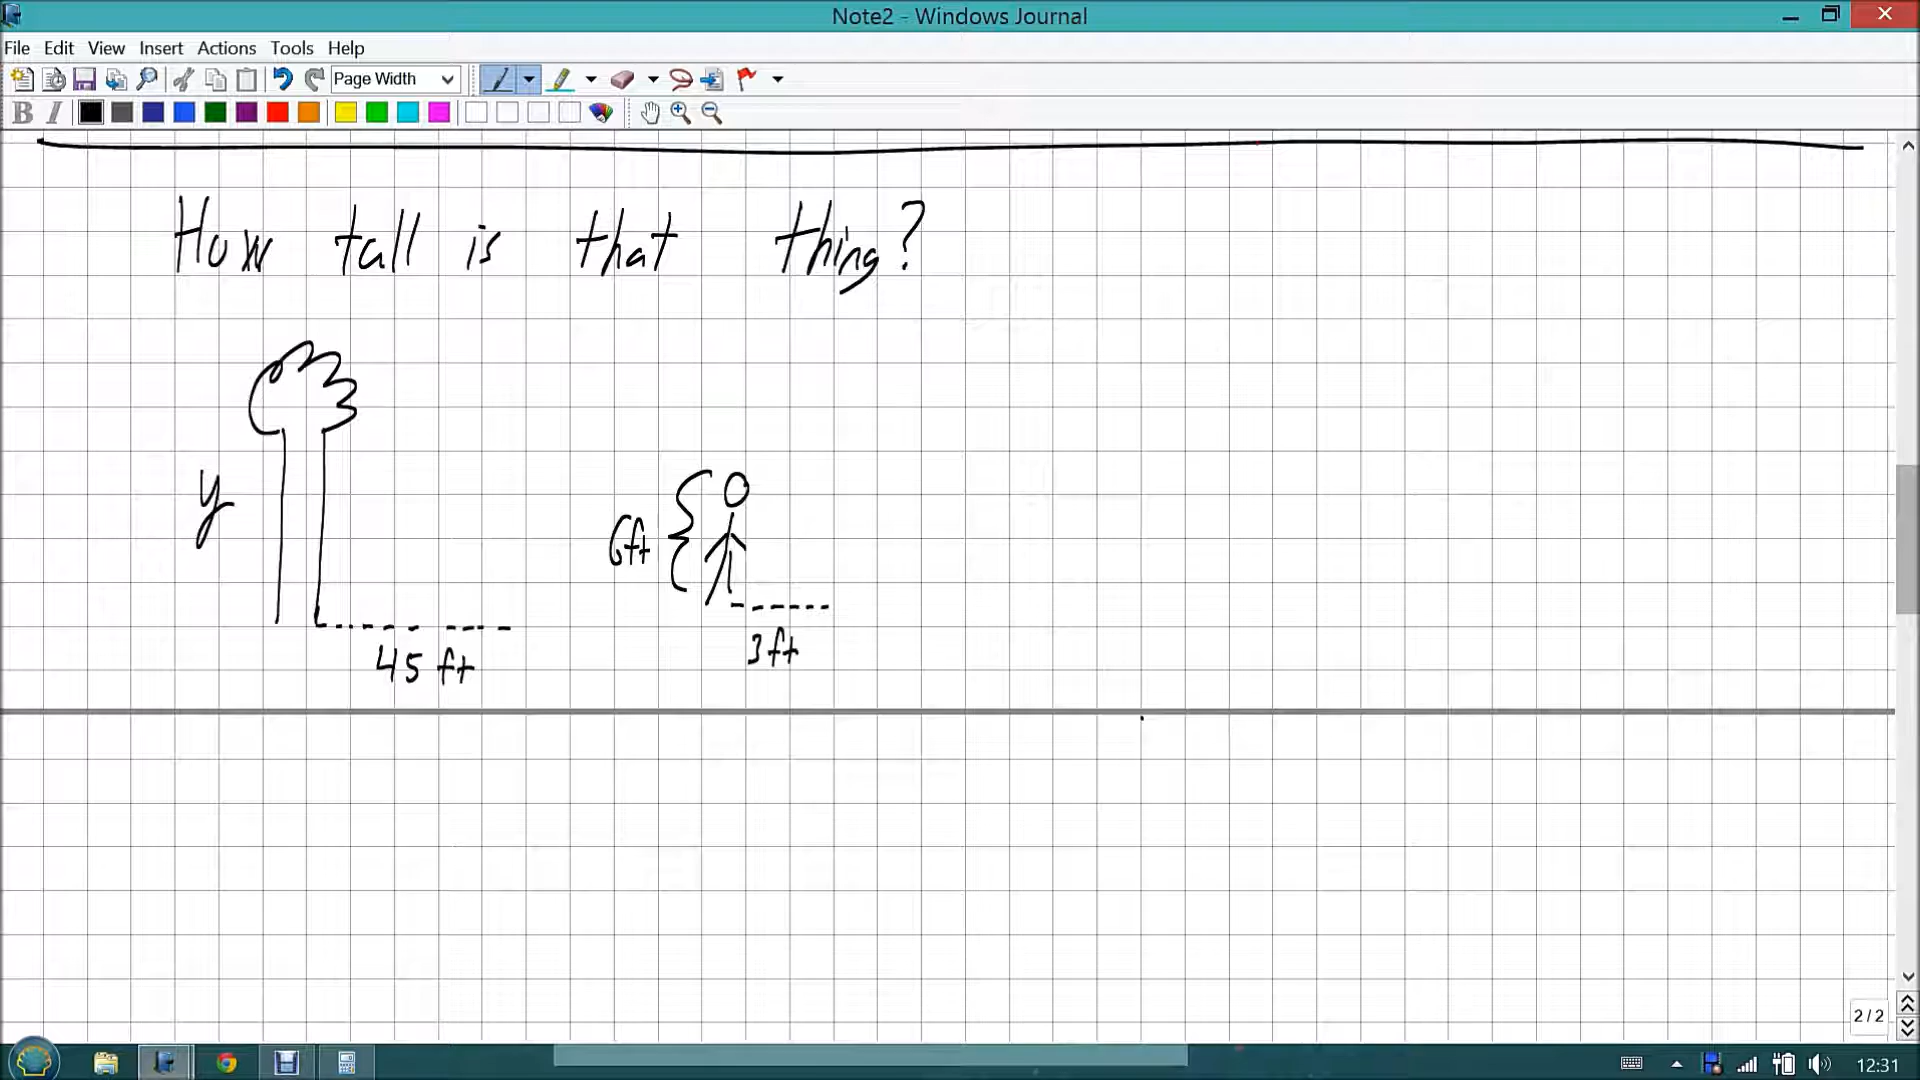 Note2 - Windows Journal
File Edit View Insert Actions Tools Help
Page Width
B I
How tall is that thing?
y
6ft
45 ft
3ft
2 / 2
12:31